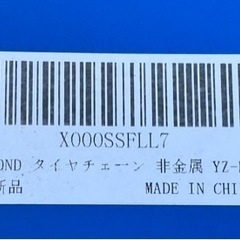 X000SSFLL7
OND タイヤチェーン 非金属 YZ-
新品 MADE IN CHI